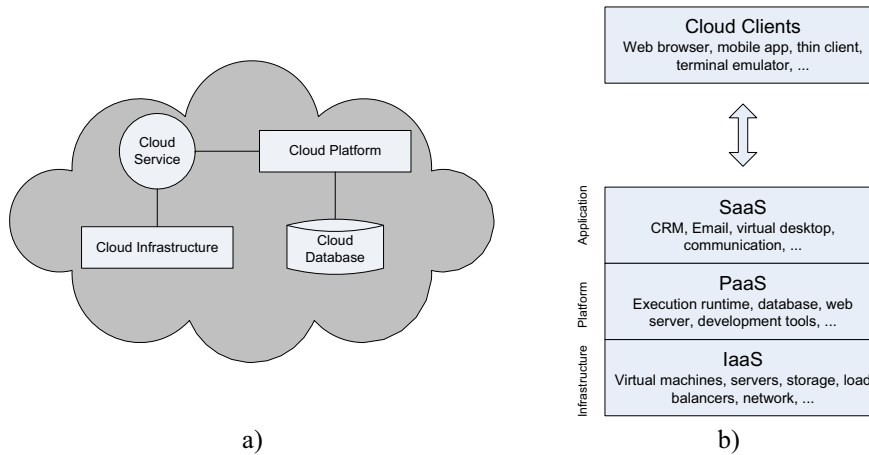 Cloud
Service
Cloud Platform
Cloud Infrastructure
Cloud
Database
a)
Cloud Clients
Web browser, mobile app, thin client,
terminal emulator, ...
Application
SaaS
CRM, Email, virtual desktop,
communication, ...
Platform
PaaS
Execution runtime, database, web
server, development tools, ...
Infrastructure
IaaS
Virtual machines, servers, storage, load
balancers, network, ...
b)